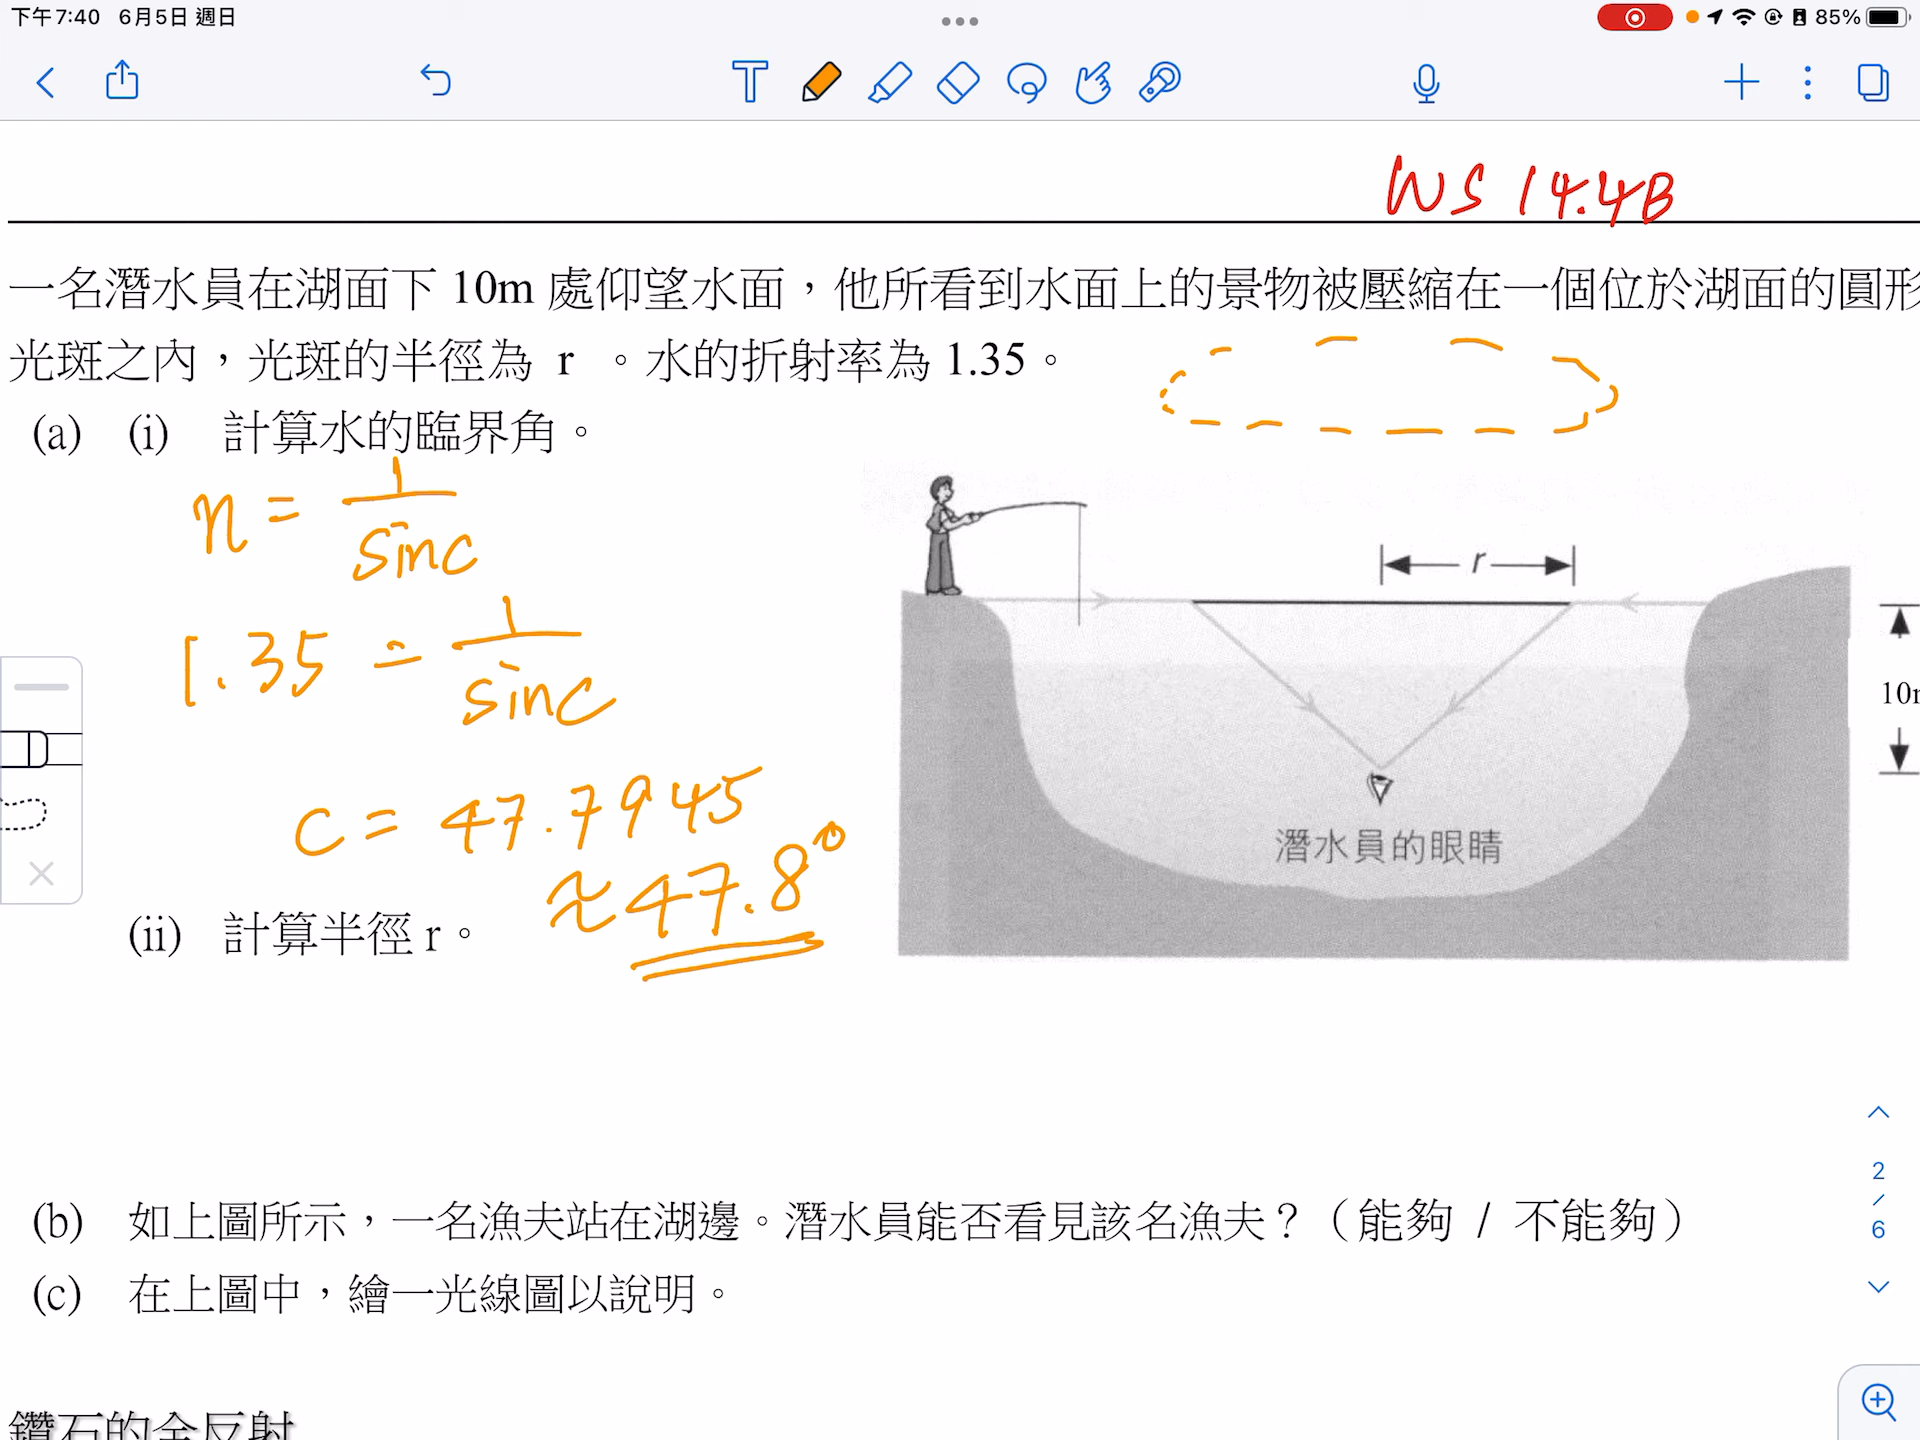 下午7:40 6月5日 週日
85%
WS 14.4B
一名潛水員在湖面下 10m 處仰望水面，他所看到水面上的景物被壓縮在一個位於湖面的圓形
光斑之內，光斑的半徑為 r 。水的折射率為 1.35。
(a) (i) 計算水的臨界角。
n = 1/sinc
1.35 = 1/sinc
c = 47.7945
≈ 47.8°
r
10m
潛水員的眼睛
(ii) 計算半徑 r。
(b) 如上圖所示，一名漁夫站在湖邊。潛水員能否看見該名漁夫？（能夠 / 不能夠）
(c) 在上圖中，繪一光線圖以說明。
2
/
6
鑽石的全反射